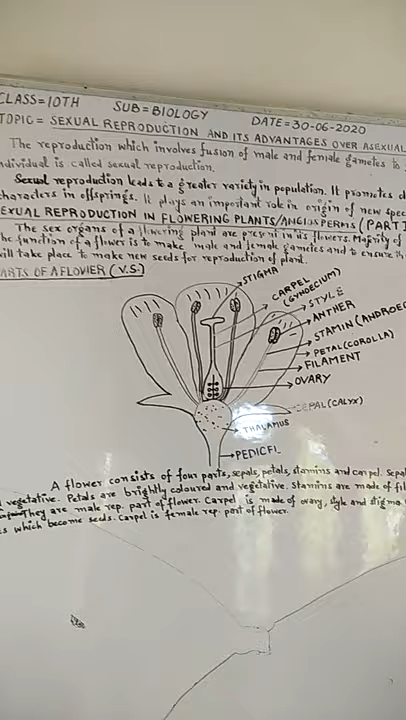 CLASS=10TH SUB=BIOLOGY DATE=30-06-2020
TOPIC= SEXUAL REPRODUCTION AND ITS ADVANTAGES OVER ASEXUAL
The reproduction which involves fusion of male and female gametes to
individual is called sexual reproduction.
Sexual reproduction leads to a greater variety in population. It promotes
characters in offsprings. It plays an important role in origin of new
SEXUAL REPRODUCTION IN FLOWERING PLANTS/ANGIOSPERMS (PART I
The sex organs of a flowering plant are present in its flowers. Majority of
The function of a flower is to make male and female gametes and to ensure
will take place to make new seeds for reproduction of plant.
PARTS OF A FLOWER (V.S.)
STIGMA
CARPEL
(GYNOECIUM)
STYLE
ANTHER
STAMIN
PETAL (COROLLA)
FILAMENT
OVARY
SEPAL (CALYX)
THALAMUS
PEDICEL
A flower consists of four parts, sepals, petals, stamins and carpel.
vegetative. Petals are brightly coloured and vegetative. Stamins are made of
They are male rep. part of flower. Carpel is made of ovary, style and stigma
which become seeds. Carpel is female rep. part of flower.